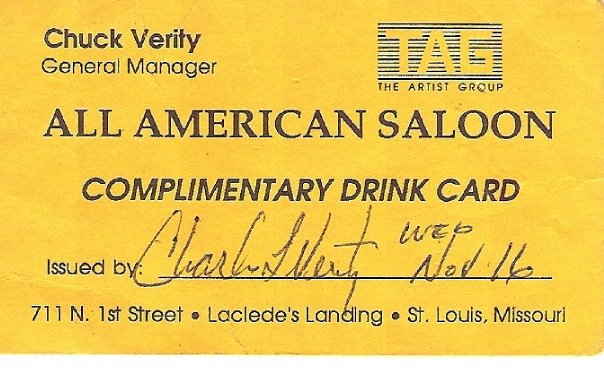 Chuck Verify
General Manager
TAG
THE ARTIST GROUP
ALL AMERICAN SALOON
COMPLIMENTARY DRINK CARD
WED
Issued by: Charles L Verity Nov 16
711 N. 1st Street • Laclede's Landing • St. Louis, Missouri